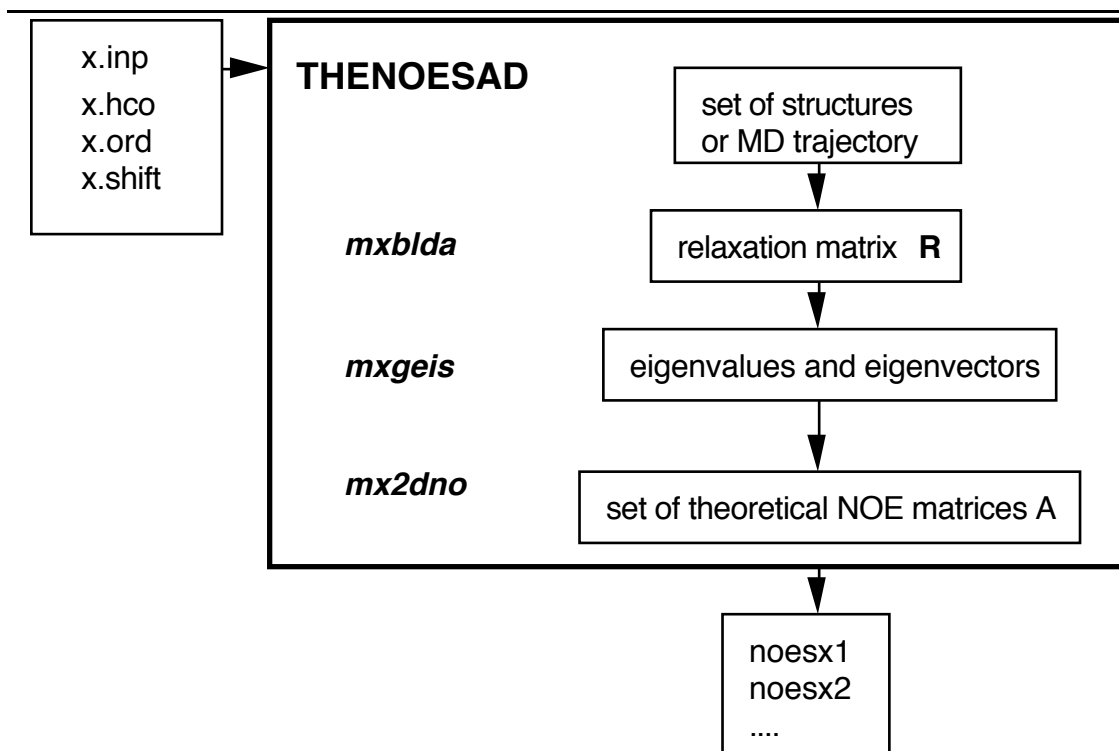 x.inp
x.hco
x.ord
x.shift
THENOESAD
set of structures
or MD trajectory
mxblda
relaxation matrix R
mxgeis
eigenvalues and eigenvectors
mx2dno
set of theoretical NOE matrices A
noesx1
noesx2
....